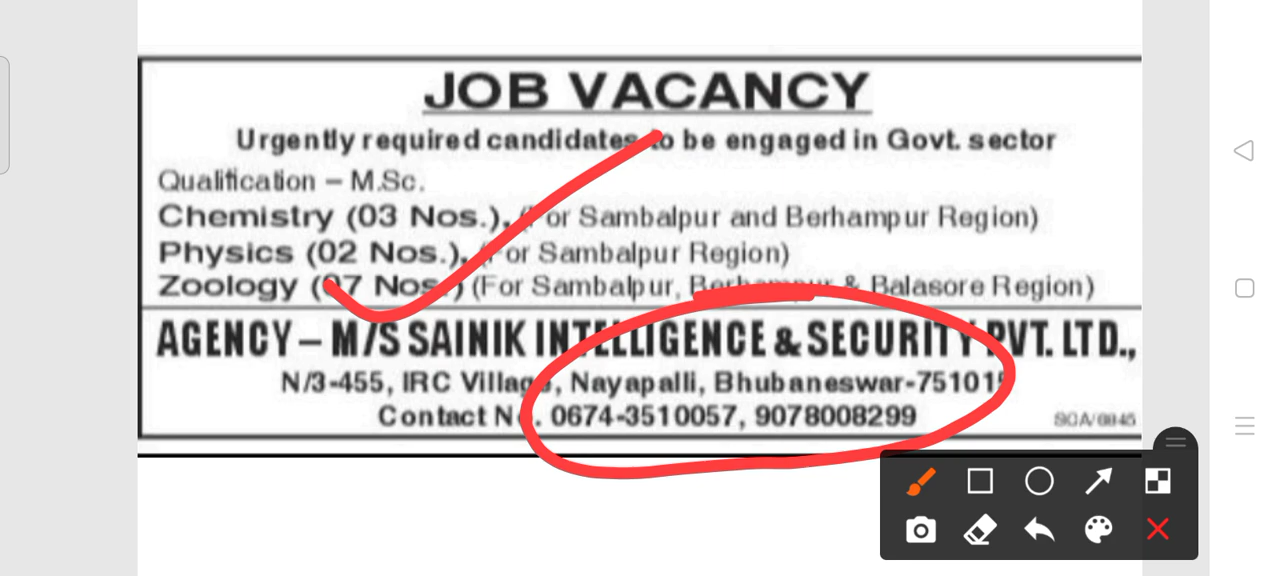 JOB VACANCY
Urgently required candidates to be engaged in Govt. sector
Qualification – M.Sc.
Chemistry (03 Nos.), (For Sambalpur and Berhampur Region)
Physics (02 Nos.), (For Sambalpur Region)
Zoology (07 Nos.) (For Sambalpur, Berhampur & Balasore Region)
AGENCY – M/S SAINIK INTELLIGENCE & SECURITY PVT. LTD.,
N/3-455, IRC Village, Nayapalli, Bhubaneswar-751015
Contact No. 0674-3510057, 9078008299